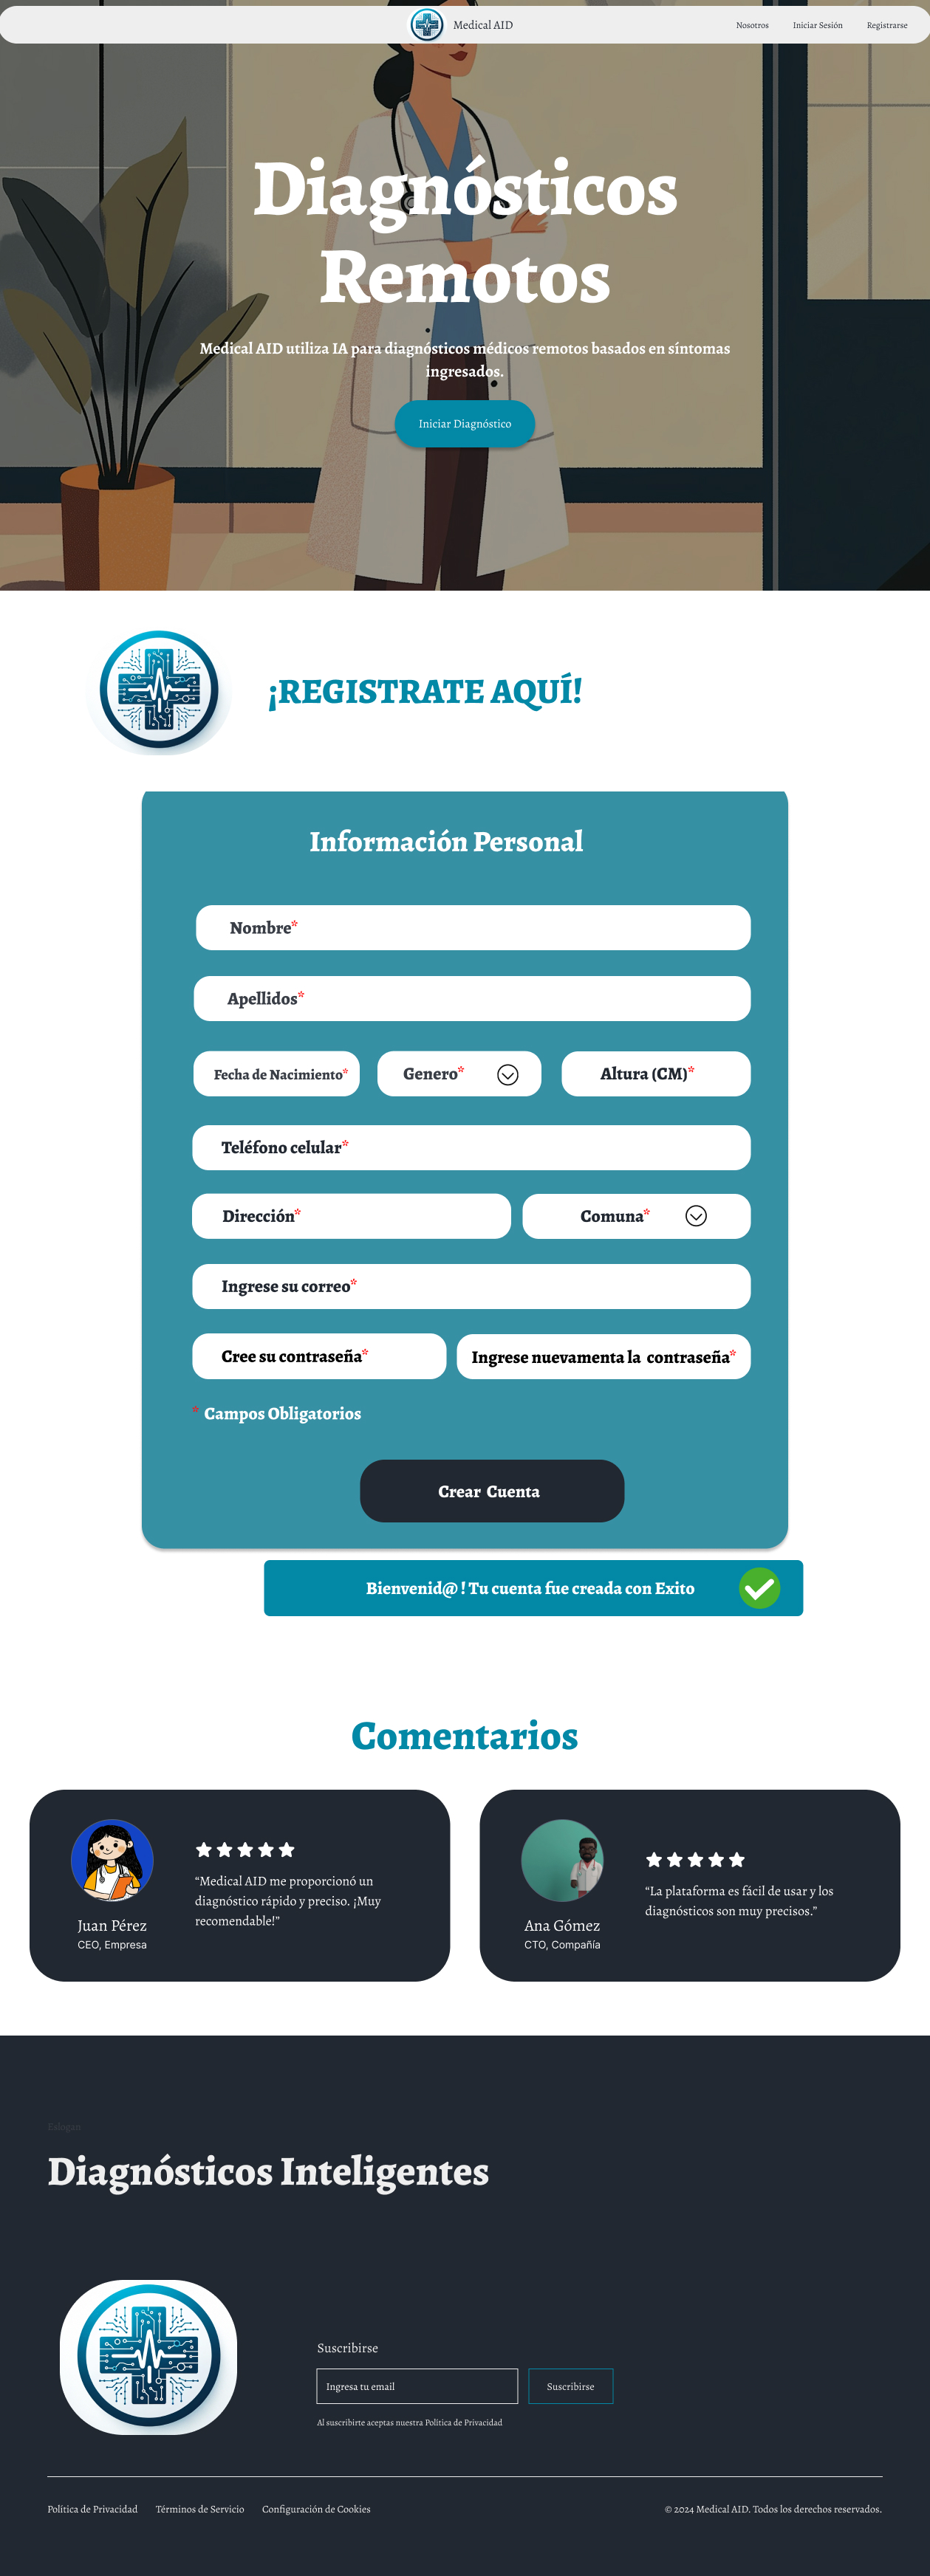 Medical AID
Nosotros
Iniciar Sesión
Registrarse
Diagnósticos
Remotos
Medical AID utiliza IA para diagnósticos médicos remotos basados en síntomas
ingresados.
Iniciar Diagnóstico
¡REGISTRATE AQUÍ!
Información Personal
Nombre*
Apellidos*
Fecha de Nacimiento*
Genero*
Altura (CM)*
Teléfono celular*
Dirección*
Comuna*
Ingrese su correo*
Cree su contraseña*
Ingrese nuevamenta la contraseña*
* Campos Obligatorios
Crear Cuenta
Bienvenid@ ! Tu cuenta fue creada con Exito
Comentarios
“Medical AID me proporcionó un
diagnóstico rápido y preciso. ¡Muy
recomendable!”
Juan Pérez
CEO, Empresa
“La plataforma es fácil de usar y los
diagnósticos son muy precisos.”
Ana Gómez
CTO, Compañía
Eslogan
Diagnósticos Inteligentes
Suscribirse
Ingresa tu email
Suscribirse
Al suscribirte aceptas nuestra Política de Privacidad
Política de Privacidad
Términos de Servicio
Configuración de Cookies
© 2024 Medical AID. Todos los derechos reservados.